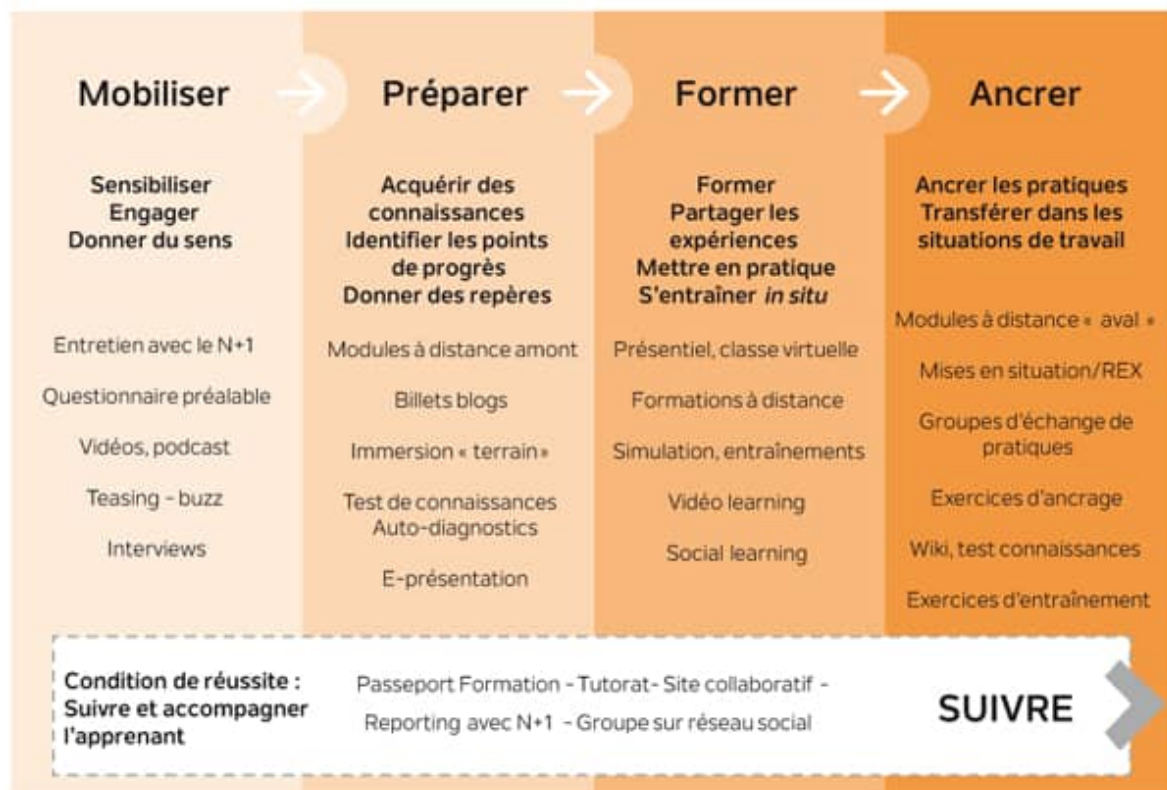 Mobiliser
Préparer
Former
Ancrer
Sensibiliser
Engager
Donner du sens
Entretien avec le N+1
Questionnaire préalable
Vidéos, podcast
Teasing - buzz
Interviews
Acquérir des
connaissances
Identifier les points
de progrès
Donner des repères
Modules à distance amont
Billets blogs
Immersion « terrain»
Test de connaissances
Auto-diagnostics
E-présentation
Former
Partager les
expériences
Mettre en pratique
S'entraîner in situ
Présentiel, classe virtuelle
Formations à distance
Simulation, entraînements
Vidéo learning
Social learning
Ancrer les pratiques
Transférer dans les
situations de travail
Modules à distance « aval »
Mises en situation/REX
Groupes d'échange de
pratiques
Exercices d'ancrage
Wiki, test connaissances
Exercices d'entraînement
Condition de réussite :
Suivre et accompagner
l'apprenant
Passeport Formation - Tutorat- Site collaboratif -
Reporting avec N+1 - Groupe sur réseau social
SUIVRE